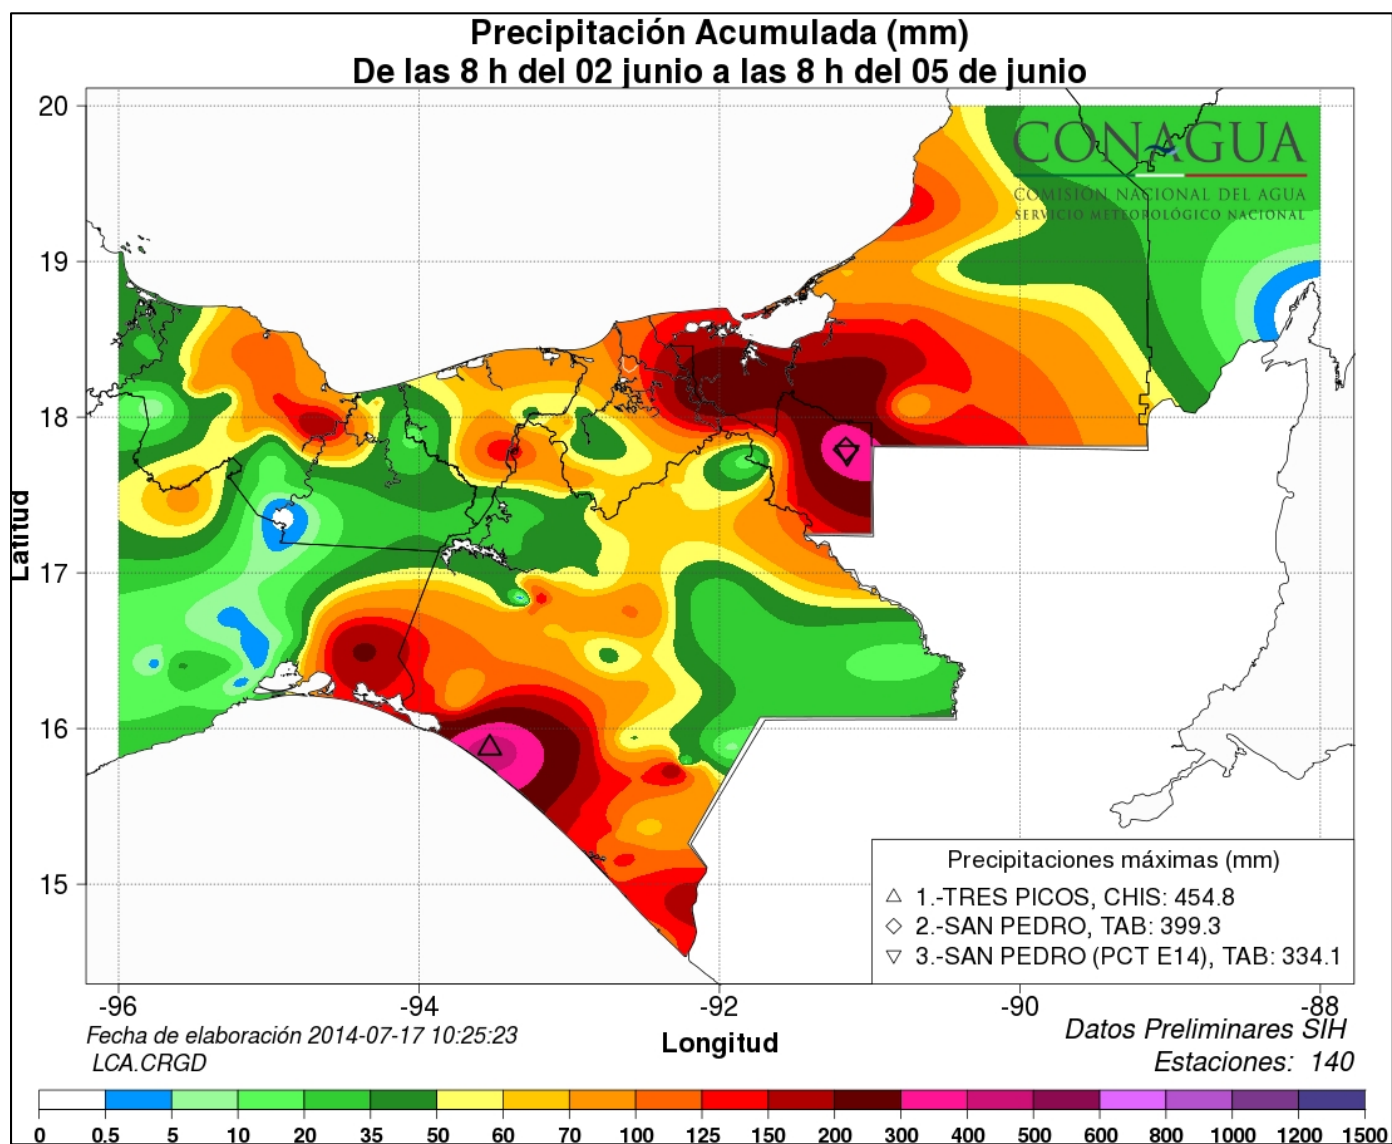 Precipitación Acumulada (mm)
De las 8 h del 02 junio a las 8 h del 05 de junio
CONAGUA
COMISIÓN NACIONAL DEL AGUA
SERVICIO METEOROLÓGICO NACIONAL
20
19
18
17
16
15
Latitud
Precipitaciones máximas (mm)
1.-TRES PICOS, CHIS: 454.8
2.-SAN PEDRO, TAB: 399.3
3.-SAN PEDRO (PCT E14), TAB: 334.1
-96 -94 -92 -90 -88
Longitud
Fecha de elaboración 2014-07-17 10:25:23
LCA.CRGD
Datos Preliminares SIH
Estaciones: 140
0 0.5 5 10 20 35 50 60 70 100 125 150 200 300 400 500 600 800 1000 1200 1500